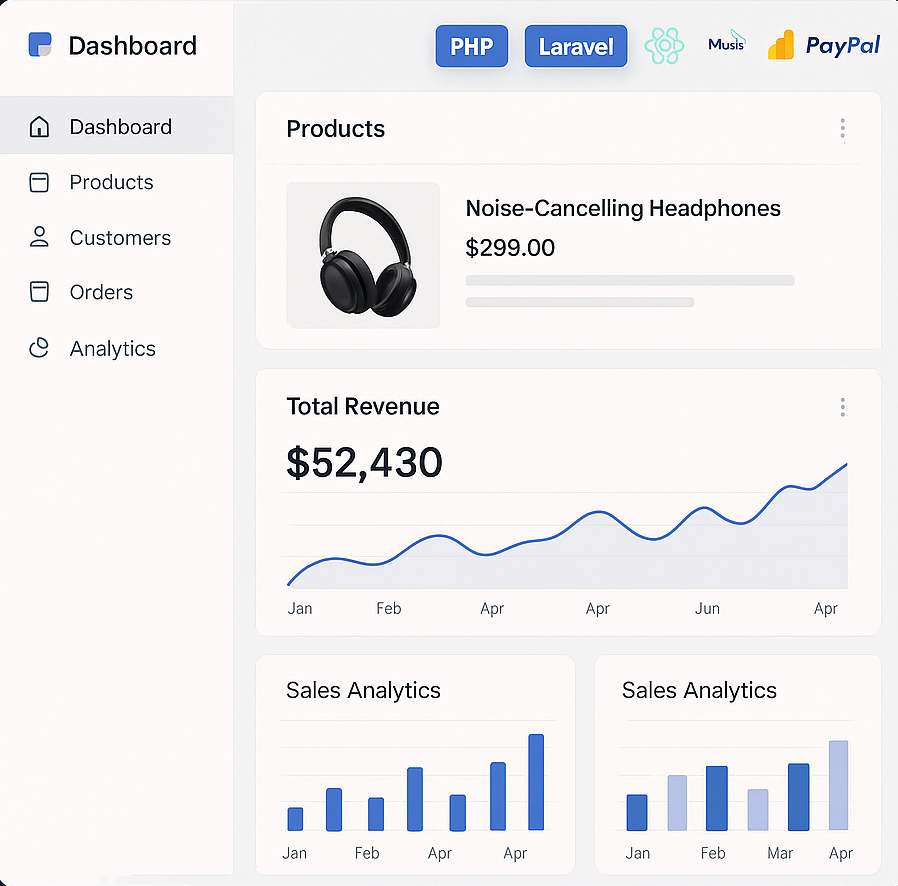 Dashboard
PHP
Laravel
Musis
PayPal
Dashboard
Products
Customers
Orders
Analytics
Products
Noise-Cancelling Headphones
$299.00
Total Revenue
$52,430
Jan Feb Apr Apr Jun Apr
Sales Analytics
Jan Feb Apr Apr
Sales Analytics
Jan Feb Mar Apr